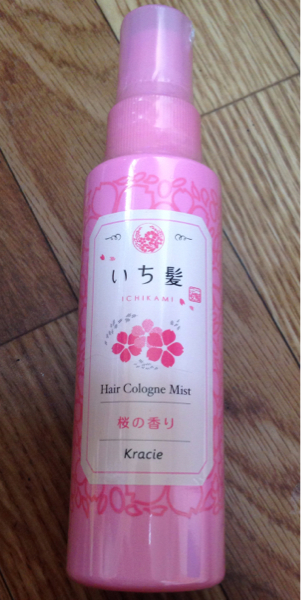 いち髪
ICHIKAMI
Hair Cologne Mist
桜の香り
Kracie